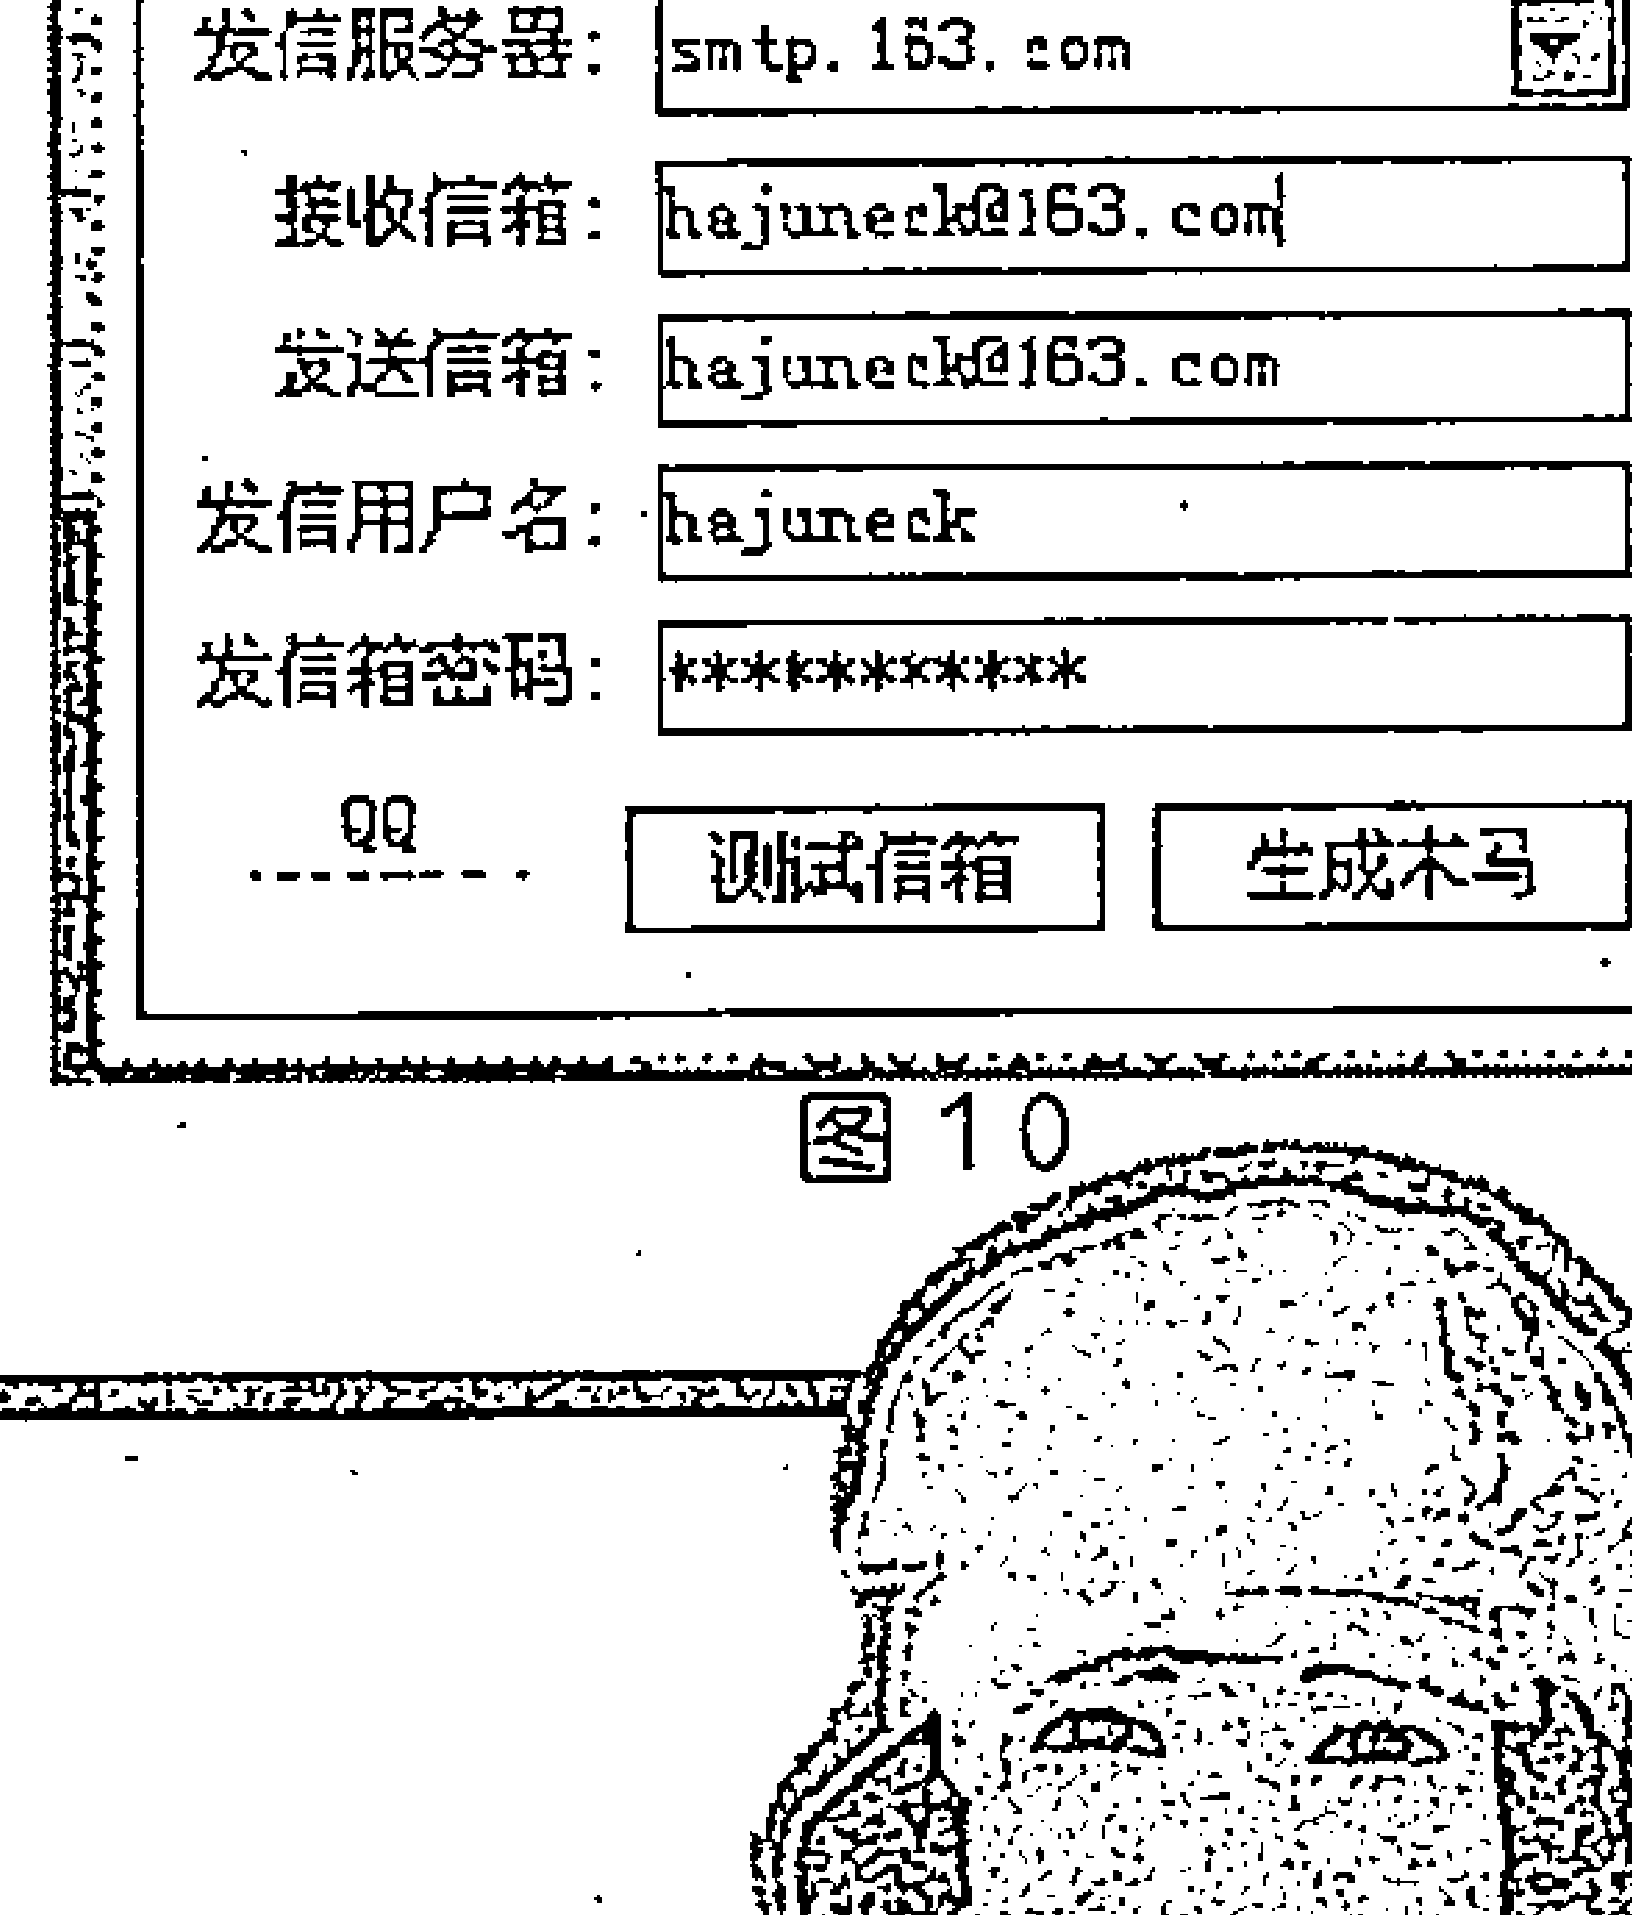 发信服务器: smtp.163.com
接收信箱: hajuneck@163.com
发送信箱: hajuneck@163.com
发信用户名: hajuneck
发信箱密码: ***********
QQ 测试信箱 生成木马
图 10